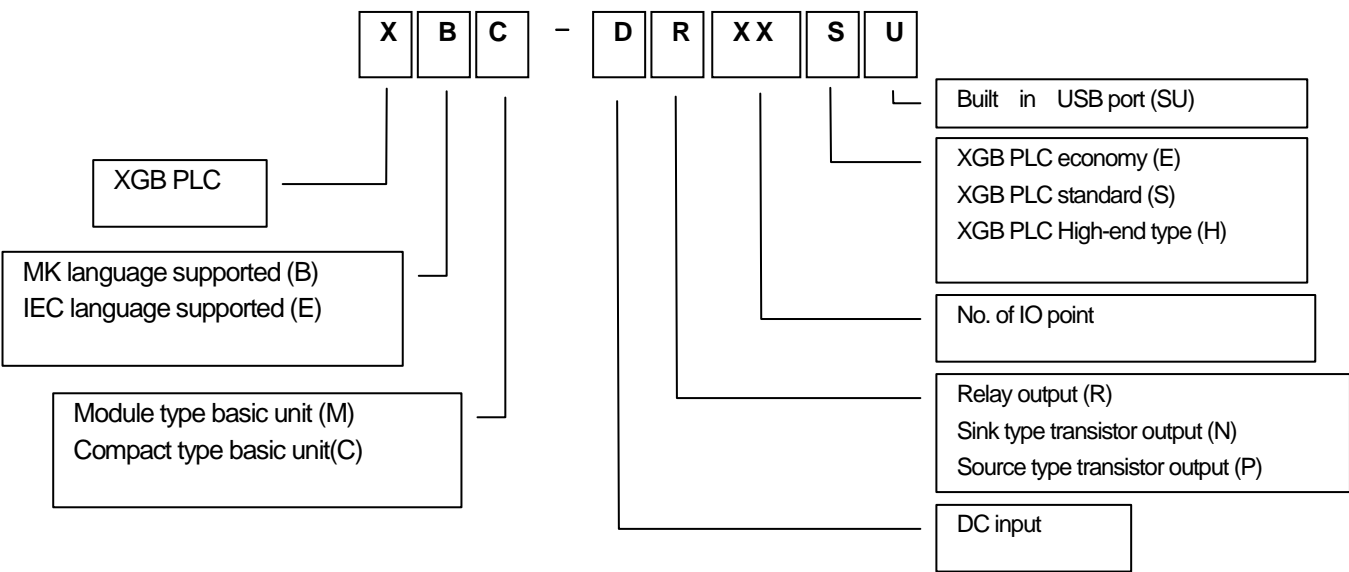 X B C - D R XX S U
Built in USB port (SU)
XGB PLC economy (E)
XGB PLC standard (S)
XGB PLC High-end type (H)
XGB PLC
MK language supported (B)
IEC language supported (E)
No. of IO point
Module type basic unit (M)
Compact type basic unit(C)
Relay output (R)
Sink type transistor output (N)
Source type transistor output (P)
DC input